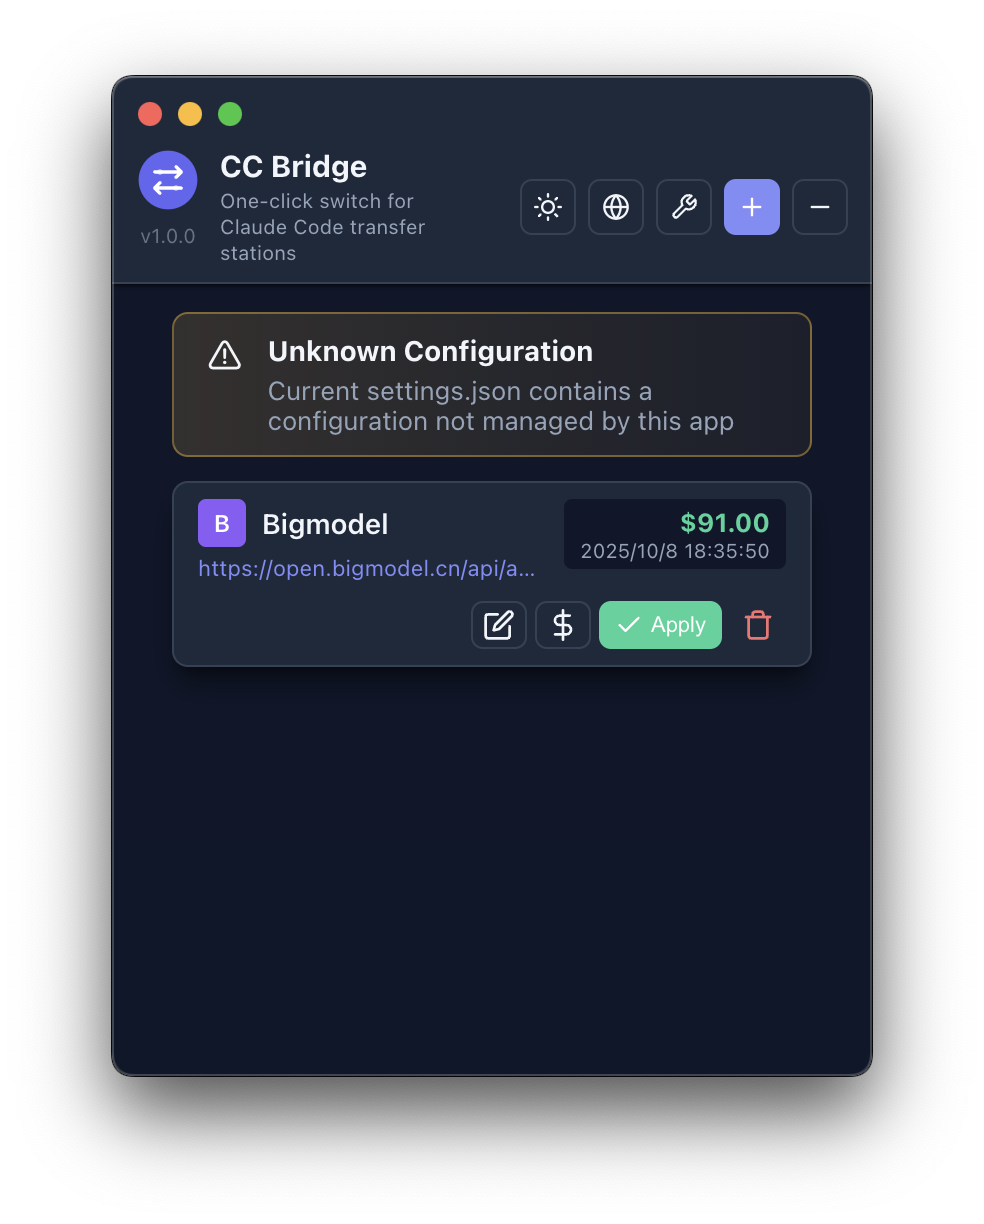 CC Bridge
One-click switch for
Claude Code transfer
stations
v1.0.0
Unknown Configuration
Current settings.json contains a
configuration not managed by this app
B
Bigmodel
$91.00
2025/10/8 18:35:50
https://open.bigmodel.cn/api/a...
Apply